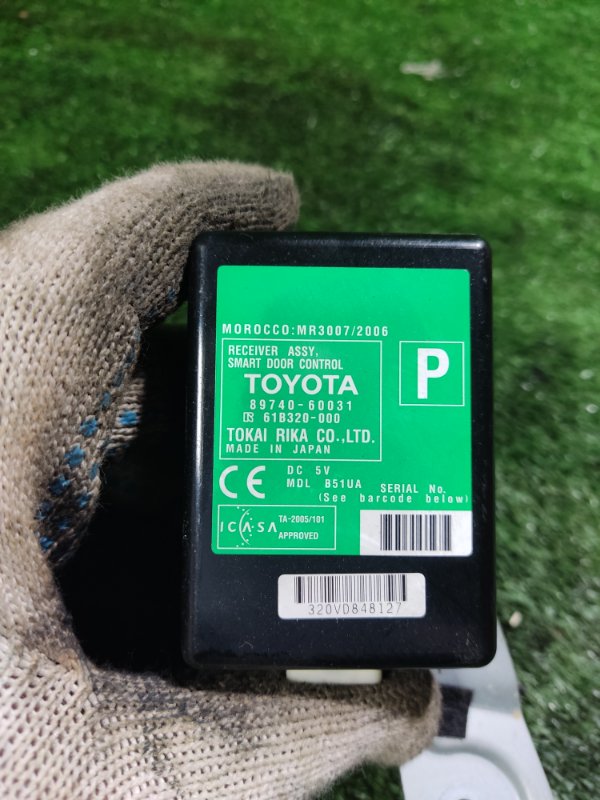 MOROCCO:MR3007/2006
RECEIVER ASSY,
SMART DOOR CONTROL
TOYOTA
89740-60031
61B320-000
TOKAI RIKA CO.,LTD.
MADE IN JAPAN
P
CE
DC 5V
MDL B51UA SERIAL No.
(See barcode below)
ICASA
TA-2005/101
APPROVED
320VD848127